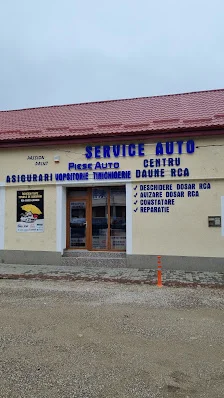 SERVICE AUTO
PIESE AUTO
CENTRU
ASIGURARI VOPSITORIE TINICHIGERIE DAUNE RCA
✓ DESCHIDERE DOSAR RCA
✓ AVIZARE DOSAR RCA
✓ CONSTATARE
✓ REPARATIE